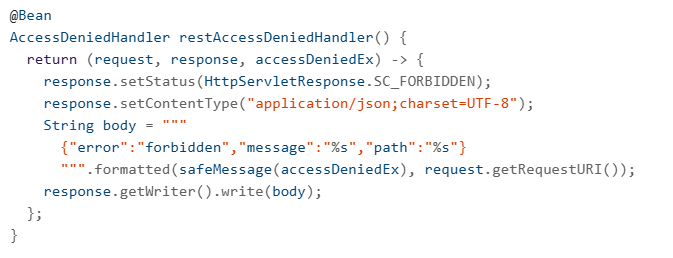 @Bean
AccessDeniedHandler restAccessDeniedHandler() {
  return (request, response, accessDeniedEx) -> {
    response.setStatus(HttpServletResponse.SC_FORBIDDEN);
    response.setContentType("application/json;charset=UTF-8");
    String body = """
      {"error":"forbidden","message":"%s","path":"%s"}
      """.formatted(safeMessage(accessDeniedEx), request.getRequestURI());
    response.getWriter().write(body);
  };
}